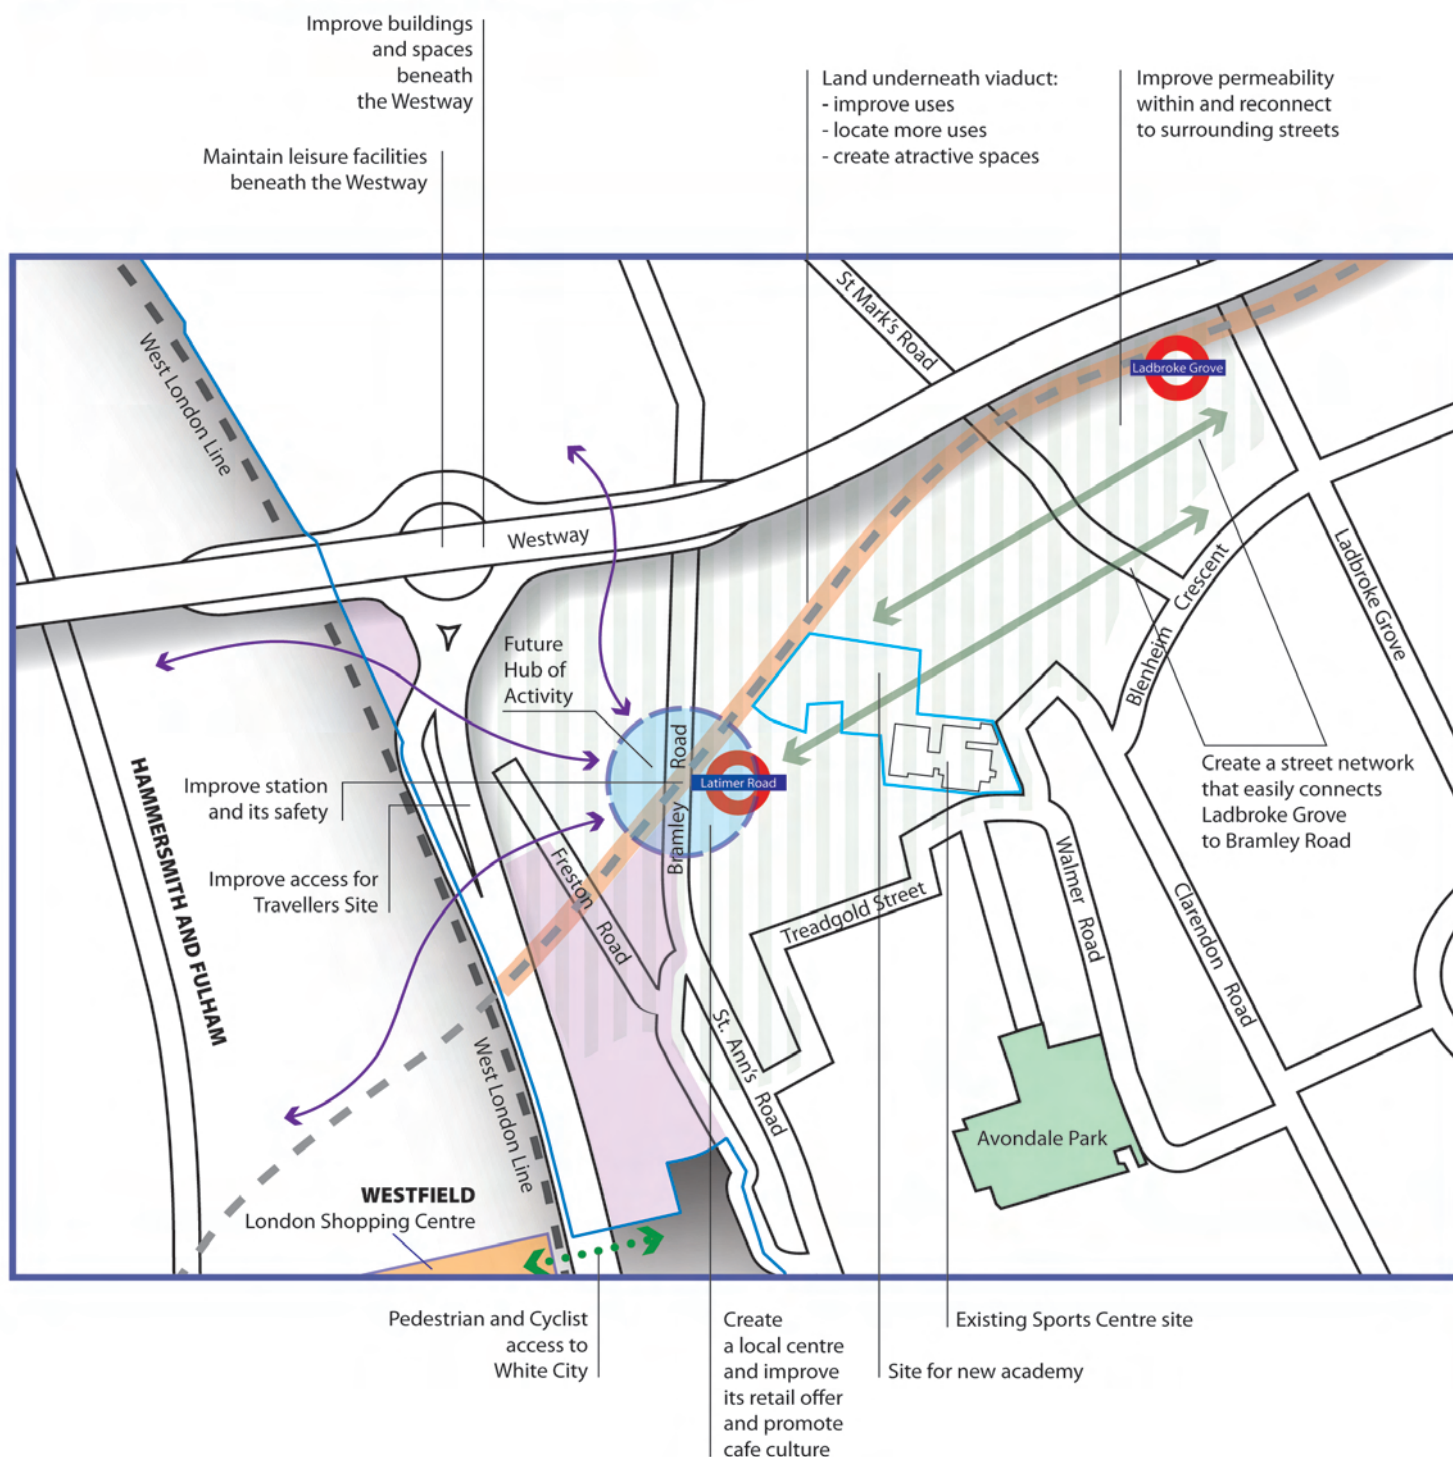 Improve buildings
and spaces
beneath
the Westway
Maintain leisure facilities
beneath the Westway
Land underneath viaduct:
- improve uses
- locate more uses
- create atractive spaces
Improve permeability
within and reconnect
to surrounding streets
St Mark's Road
Ladbroke Grove
West London Line
Westway
Ladbroke Grove
Blenheim Crescent
Future
Hub of
Activity
Bramley Road
Latimer Road
Improve station
and its safety
Create a street network
that easily connects
Ladbroke Grove
to Bramley Road
HAMMERSMITH AND FULHAM
Improve access for
Travellers Site
Freston Road
Treadgold Street
Walmer Road
Clarendon Road
St. Ann's Road
West London Line
Avondale Park
WESTFIELD
London Shopping Centre
Pedestrian and Cyclist
access to
White City
Create
a local centre
and improve
its retail offer
and promote
cafe culture
Existing Sports Centre site
Site for new academy